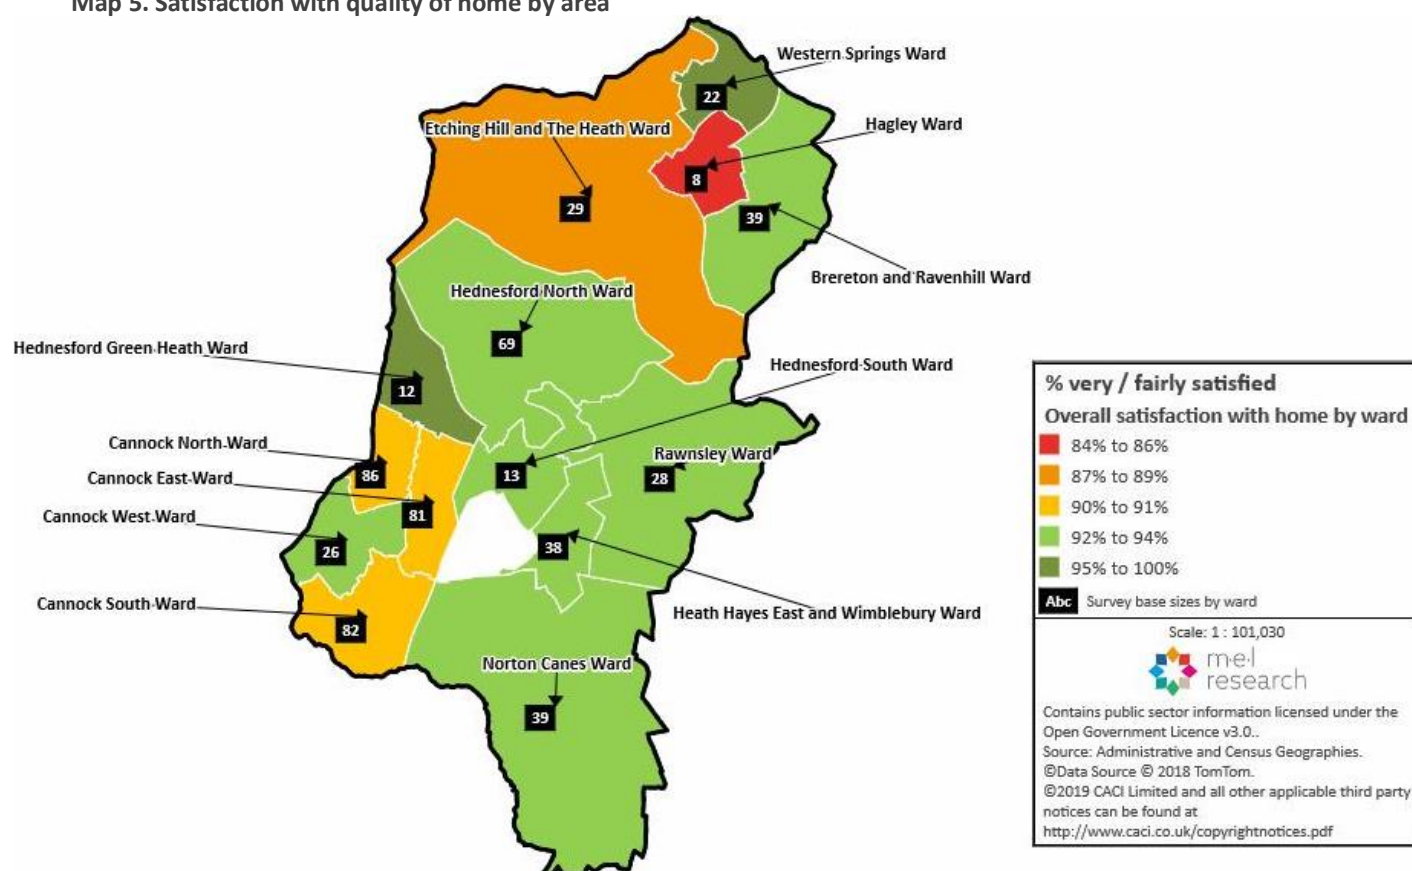 Map 5. Satisfaction with quality of home by area
Western Springs Ward
22
Hagley Ward
Etching Hill and The Heath Ward
8
29
39
Brereton and Ravenhill Ward
Hednesford North Ward
69
Hednesford Green Heath Ward
12
Hednesford South Ward
Cannock North Ward
86
Rawnsley Ward
28
13
Cannock East Ward
81
Cannock West Ward
26
38
Cannock South Ward
82
Heath Hayes East and Wimblebury Ward
Norton Canes Ward
39
% very / fairly satisfied
Overall satisfaction with home by ward
84% to 86%
87% to 89%
90% to 91%
92% to 94%
95% to 100%
Abc Survey base sizes by ward
Scale: 1 : 101,030
m·e·l
research
Contains public sector information licensed under the
Open Government Licence v3.0..
Source: Administrative and Census Geographies.
©Data Source © 2018 TomTom.
©2019 CACI Limited and all other applicable third party
notices can be found at
http://www.caci.co.uk/copyrightnotices.pdf